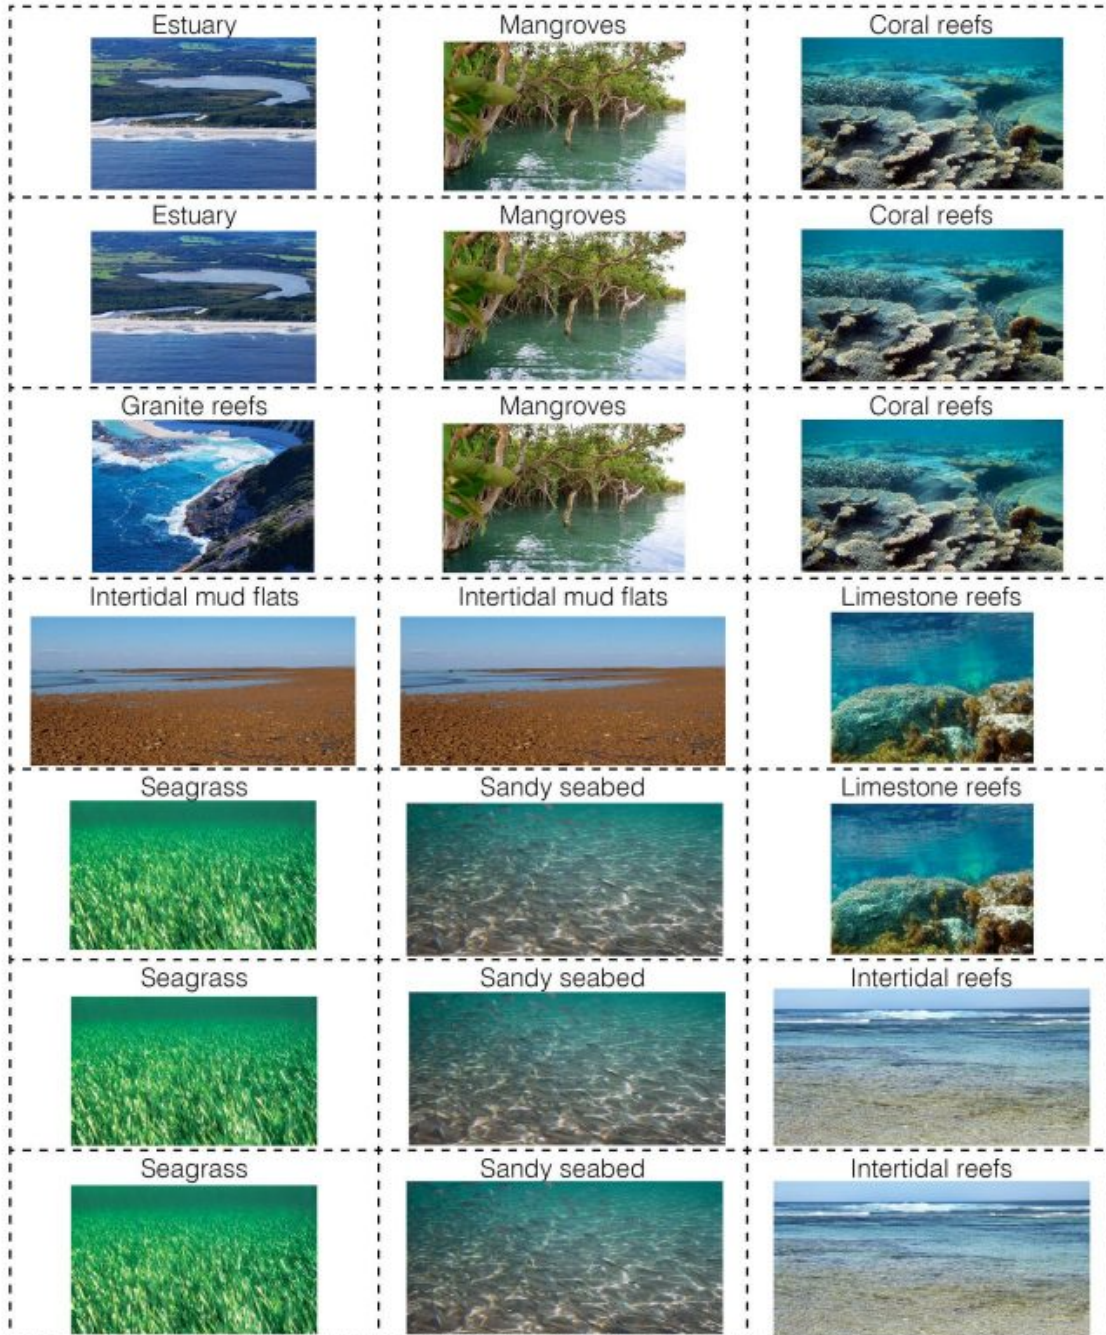 Estuary
Mangroves
Coral reefs
Estuary
Mangroves
Coral reefs
Granite reefs
Mangroves
Coral reefs
Intertidal mud flats
Intertidal mud flats
Limestone reefs
Seagrass
Sandy seabed
Limestone reefs
Seagrass
Sandy seabed
Intertidal reefs
Seagrass
Sandy seabed
Intertidal reefs